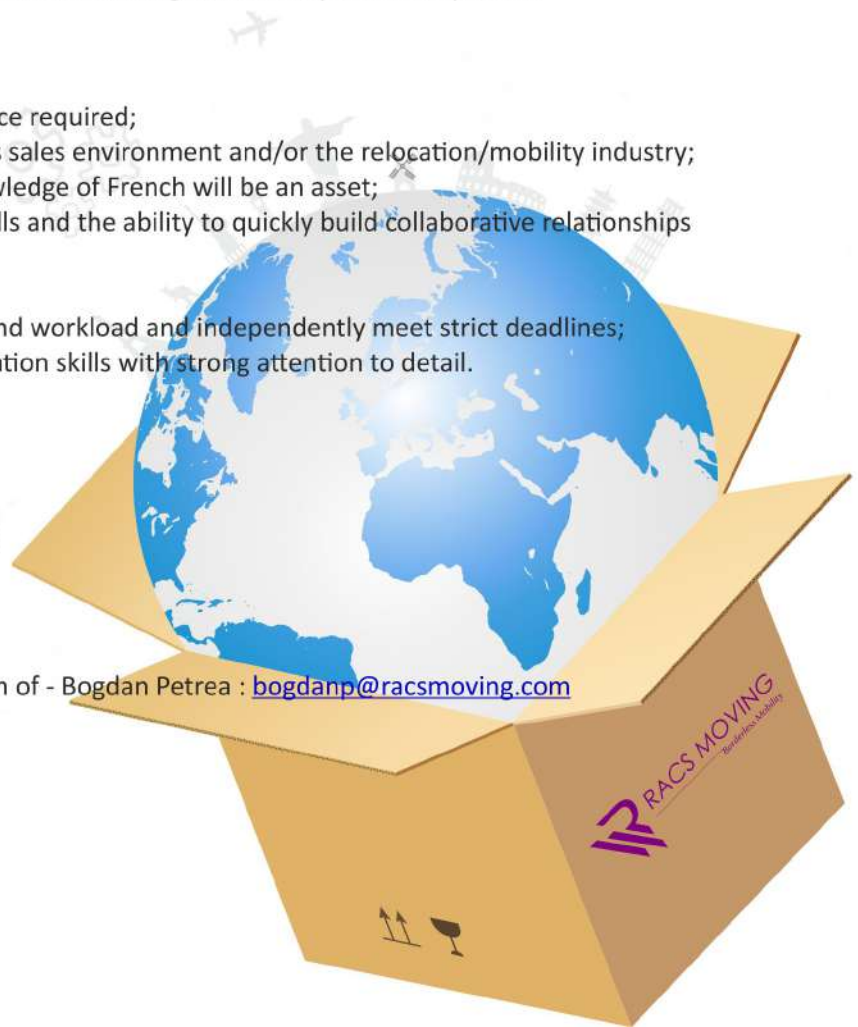 ce required;
s sales environment and/or the relocation/mobility industry;
wledge of French will be an asset;
lls and the ability to quickly build collaborative relationships
nd workload and independently meet strict deadlines;
ation skills with strong attention to detail.
n of - Bogdan Petrea : bogdanp@racsmoving.com
RACS MOVING
Borderless Mobility